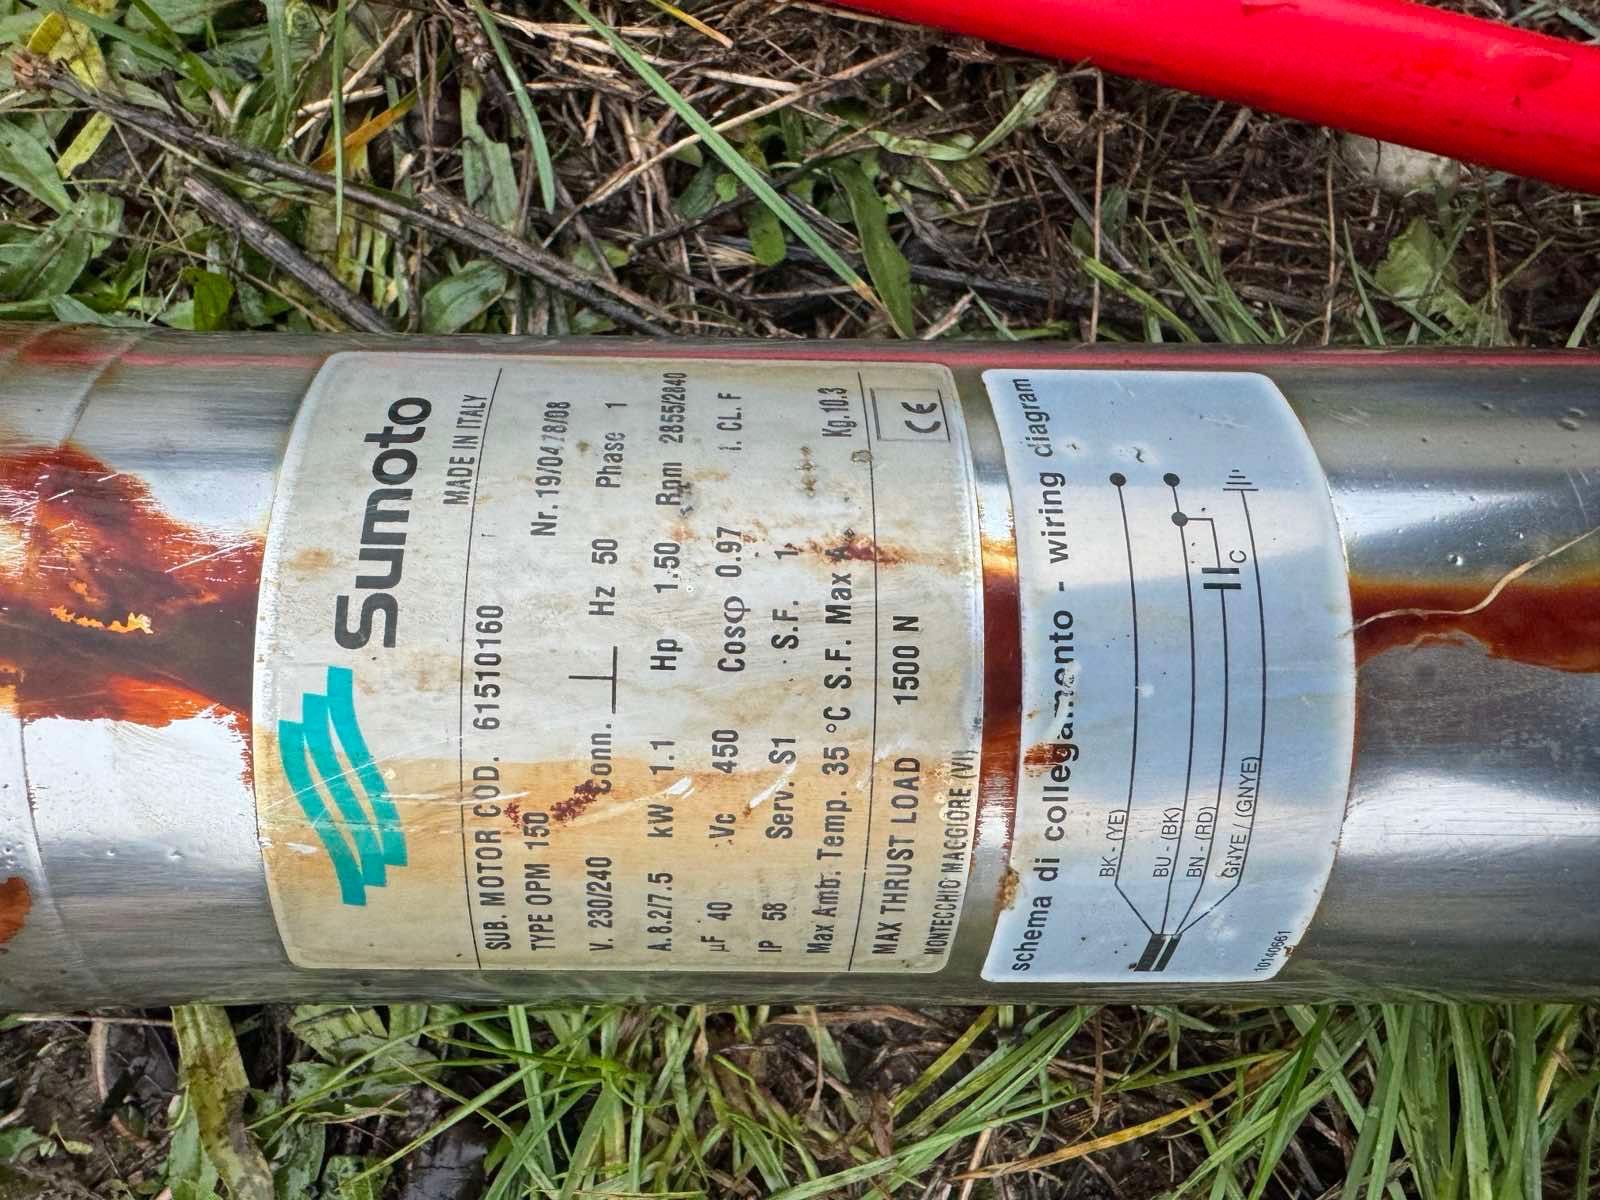 Sumoto
MADE IN ITALY
SUB. MOTOR COD. 61510160
TYPE OPM 150 Nr. 19/0478/08
V. 230/240 Conn. Hz 50 Phase 1
A. 8.2/7.5 kW 1.1 Hp 1.50 Rpm 2855/2840
µF 40 Vc 450 Cosφ 0.97 I. CL. F
IP 58 Serv. S1 S.F. 1
Max Amb. Temp. 35 °C S.F. Max A. Kg. 10.3
MAX THRUST LOAD 1500 N
MONTECCHIO MAGGIORE (VI) CE
schema di collegamento - wiring diagram
BK - (YE)
BU - (BK)
BN - (RD)
GNYE / (GNYE)
C
10140661